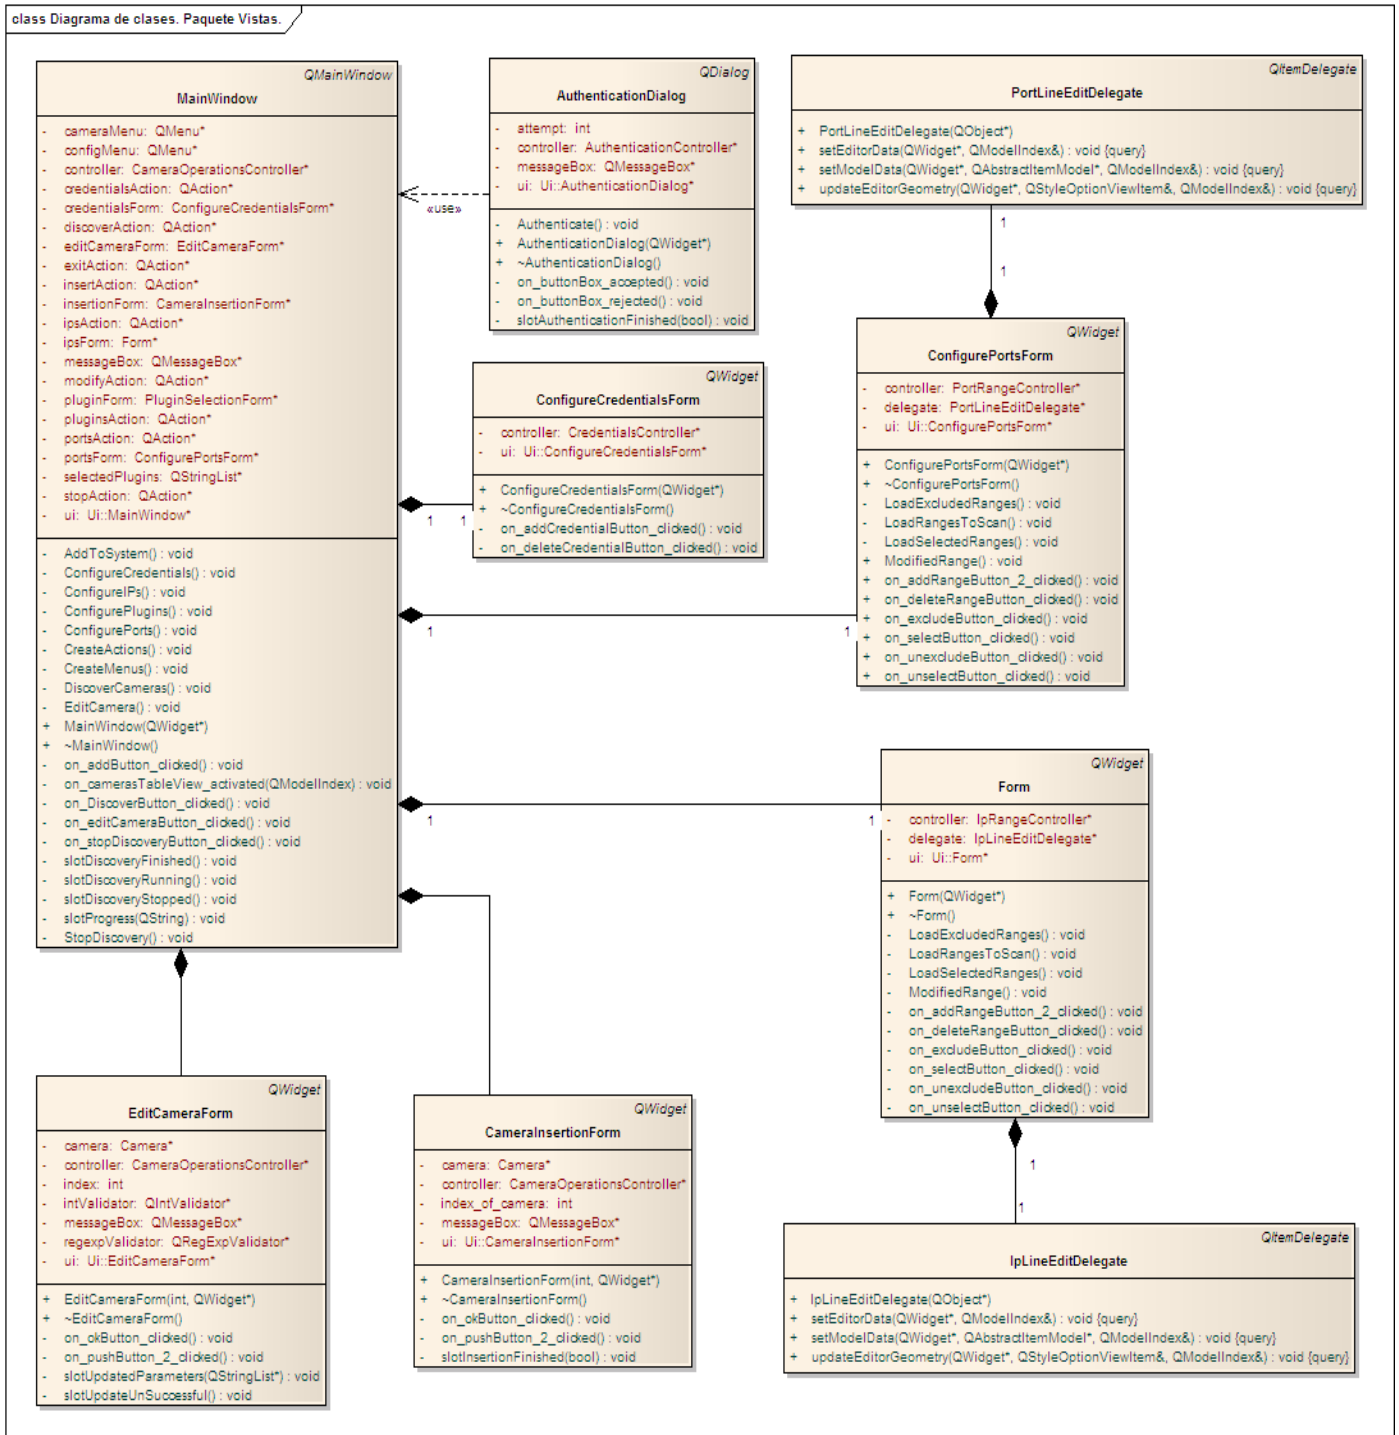 class Diagrama de clases. Paquete Vistas.
QMainWindow
MainWindow
- cameraMenu: QMenu*
- configMenu: QMenu*
- controller: CameraOperationsController*
- credentialsAction: QAction*
- credentialsForm: ConfigureCredentialsForm*
- discoverAction: QAction*
- editCameraForm: EditCameraForm*
- exitAction: QAction*
- insertAction: QAction*
- insertionForm: CameraInsertionForm*
- ipsAction: QAction*
- ipsForm: Form*
- messageBox: QMessageBox*
- modifyAction: QAction*
- pluginForm: PluginSelectionForm*
- pluginsAction: QAction*
- portsAction: QAction*
- portsForm: ConfigurePortsForm*
- selectedPlugins: QStringList*
- stopAction: QAction*
- ui: Ui::MainWindow*
- AddToSystem() : void
- ConfigureCredentials() : void
- ConfigureIPs() : void
- ConfigurePlugins() : void
- ConfigurePorts() : void
- CreateActions() : void
- CreateMenus() : void
- DiscoverCameras() : void
- EditCamera() : void
+ MainWindow(QWidget*)
+ ~MainWindow()
- on_addButton_clicked() : void
- on_camerasTableView_activated(QModelIndex) : void
- on_DiscoverButton_clicked() : void
- on_editCameraButton_clicked() : void
- on_stopDiscoveryButton_clicked() : void
- slotDiscoveryFinished() : void
- slotDiscoveryRunning() : void
- slotDiscoveryStopped() : void
- slotProgress(QString) : void
- StopDiscovery() : void
«use»
QDialog
AuthenticationDialog
- attempt: int
- controller: AuthenticationController*
- messageBox: QMessageBox*
- ui: Ui::AuthenticationDialog*
- Authenticate() : void
+ AuthenticationDialog(QWidget*)
+ ~AuthenticationDialog()
- on_buttonBox_accepted() : void
- on_buttonBox_rejected() : void
- slotAuthenticationFinished(bool) : void
QItemDelegate
PortLineEditDelegate
+ PortLineEditDelegate(QObject*)
+ setEditorData(QWidget*, QModelIndex&) : void {query}
+ setModelData(QWidget*, QAbstractItemModel*, QModelIndex&) : void {query}
+ updateEditorGeometry(QWidget*, QStyleOptionViewItem&, QModelIndex&) : void {query}
1
1
QWidget
ConfigureCredentialsForm
- controller: CredentialsController*
- ui: Ui::ConfigureCredentialsForm*
+ ConfigureCredentialsForm(QWidget*)
+ ~ConfigureCredentialsForm()
- on_addCredentialButton_clicked() : void
- on_deleteCredentialButton_clicked() : void
1 1
QWidget
ConfigurePortsForm
- controller: PortRangeController*
- delegate: PortLineEditDelegate*
- ui: Ui::ConfigurePortsForm*
+ ConfigurePortsForm(QWidget*)
+ ~ConfigurePortsForm()
- LoadExcludedRanges() : void
- LoadRangesToScan() : void
- LoadSelectedRanges() : void
+ ModifiedRange() : void
+ on_addRangeButton_2_clicked() : void
+ on_deleteRangeButton_clicked() : void
+ on_excludeButton_clicked() : void
+ on_selectButton_clicked() : void
+ on_unexcludeButton_clicked() : void
+ on_unselectButton_clicked() : void
1 1
QWidget
Form
- controller: IpRangeController*
- delegate: IpLineEditDelegate*
- ui: Ui::Form*
+ Form(QWidget*)
+ ~Form()
- LoadExcludedRanges() : void
- LoadRangesToScan() : void
- LoadSelectedRanges() : void
- ModifiedRange() : void
- on_addRangeButton_2_clicked() : void
- on_deleteRangeButton_clicked() : void
- on_excludeButton_clicked() : void
- on_selectButton_clicked() : void
- on_unexcludeButton_clicked() : void
- on_unselectButton_clicked() : void
1 1
1
1
QWidget
EditCameraForm
- camera: Camera*
- controller: CameraOperationsController*
- index: int
- intValidator: QIntValidator*
- messageBox: QMessageBox*
- regexpValidator: QRegExpValidator*
- ui: Ui::EditCameraForm*
+ EditCameraForm(int, QWidget*)
+ ~EditCameraForm()
- on_okButton_clicked() : void
- on_pushButton_2_clicked() : void
- slotUpdatedParameters(QStringList*) : void
- slotUpdateUnSuccessful() : void
QWidget
CameraInsertionForm
- camera: Camera*
- controller: CameraOperationsController*
- index_of_camera: int
- messageBox: QMessageBox*
- ui: Ui::CameraInsertionForm*
+ CameraInsertionForm(int, QWidget*)
+ ~CameraInsertionForm()
- on_okButton_clicked() : void
- on_pushButton_2_clicked() : void
- slotInsertionFinished(bool) : void
QItemDelegate
IpLineEditDelegate
+ IpLineEditDelegate(QObject*)
+ setEditorData(QWidget*, QModelIndex&) : void {query}
+ setModelData(QWidget*, QAbstractItemModel*, QModelIndex&) : void {query}
+ updateEditorGeometry(QWidget*, QStyleOptionViewItem&, QModelIndex&) : void {query}